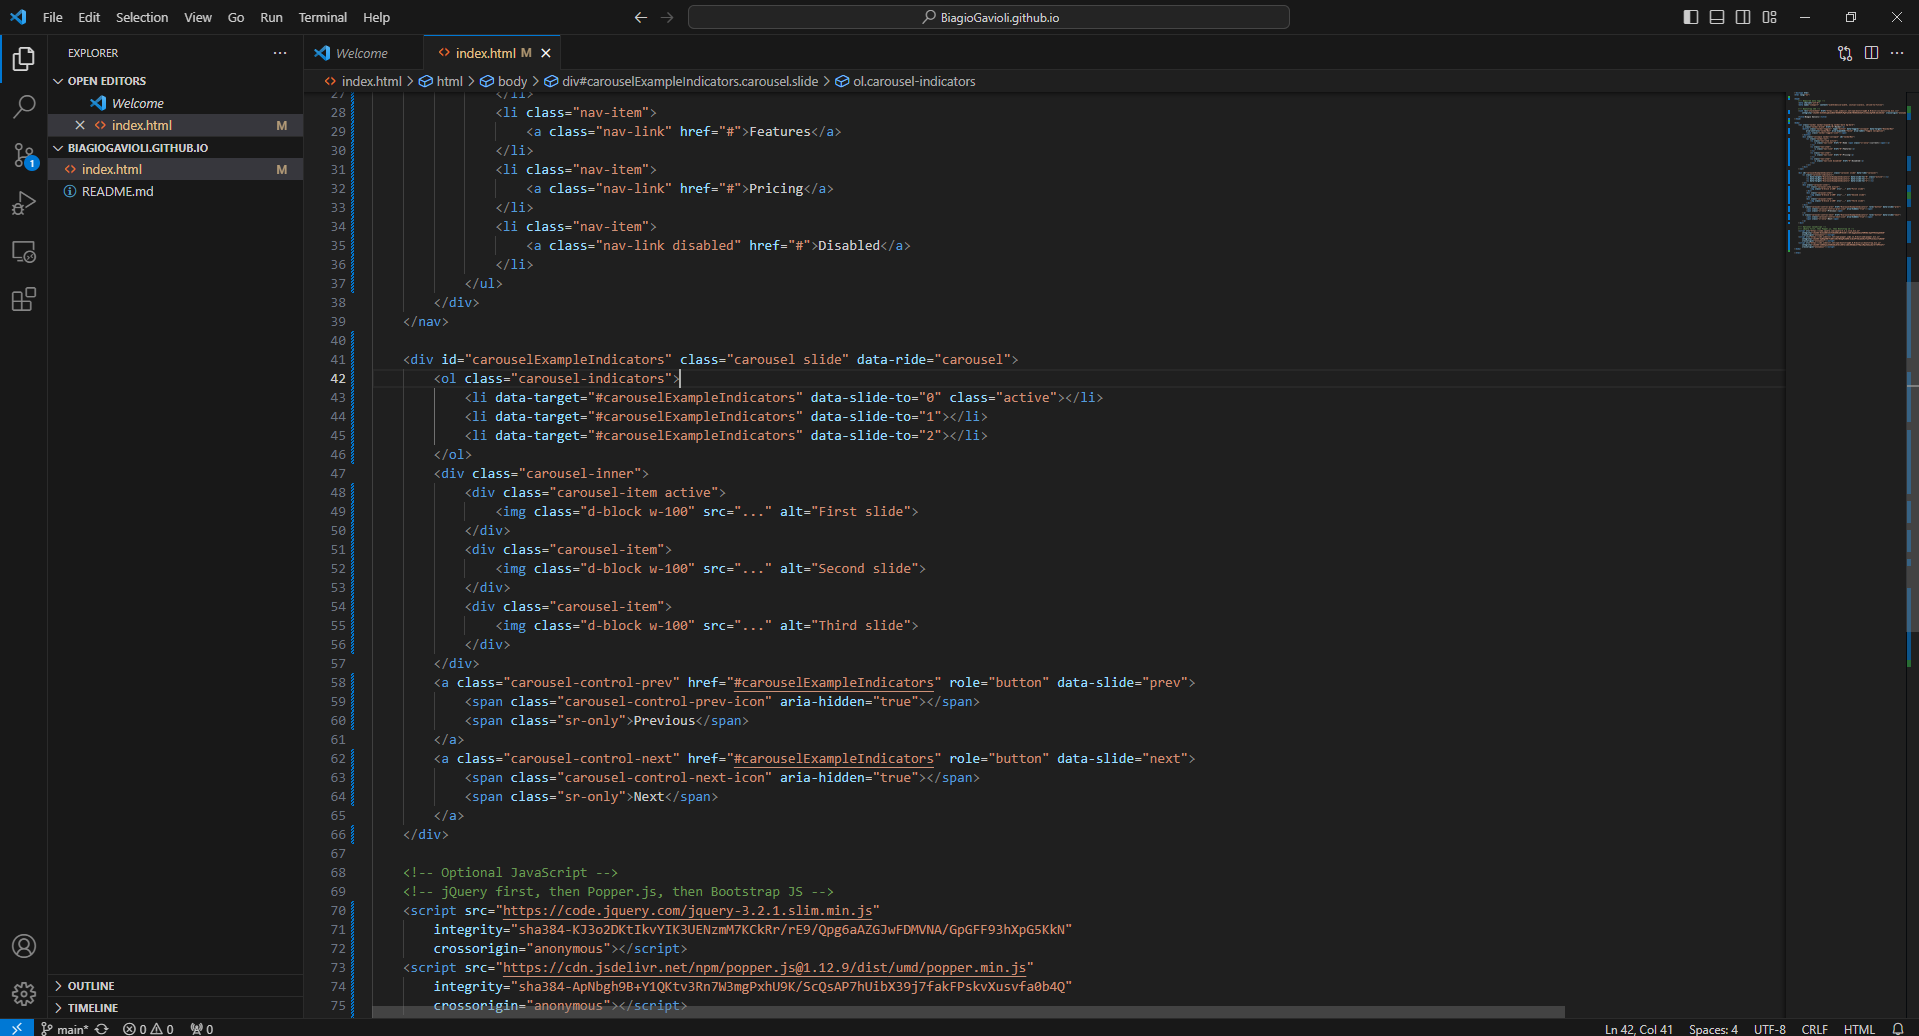 File Edit Selection View Go Run Terminal Help
BiagioGavioli.github.io
EXPLORER
OPEN EDITORS
Welcome
index.html M
BIAGIOGAVIOLI.GITHUB.IO
index.html M
README.md
OUTLINE
TIMELINE
1
Welcome index.html M
index.html > html > body > div#carouselExampleIndicators.carousel.slide > ol.carousel-indicators
27 </li>
28 <li class="nav-item">
29 <a class="nav-link" href="#">Features</a>
30 </li>
31 <li class="nav-item">
32 <a class="nav-link" href="#">Pricing</a>
33 </li>
34 <li class="nav-item">
35 <a class="nav-link disabled" href="#">Disabled</a>
36 </li>
37 </ul>
38 </div>
39 </nav>
40
41 <div id="carouselExampleIndicators" class="carousel slide" data-ride="carousel">
42 <ol class="carousel-indicators">
43 <li data-target="#carouselExampleIndicators" data-slide-to="0" class="active"></li>
44 <li data-target="#carouselExampleIndicators" data-slide-to="1"></li>
45 <li data-target="#carouselExampleIndicators" data-slide-to="2"></li>
46 </ol>
47 <div class="carousel-inner">
48 <div class="carousel-item active">
49 <img class="d-block w-100" src="..." alt="First slide">
50 </div>
51 <div class="carousel-item">
52 <img class="d-block w-100" src="..." alt="Second slide">
53 </div>
54 <div class="carousel-item">
55 <img class="d-block w-100" src="..." alt="Third slide">
56 </div>
57 </div>
58 <a class="carousel-control-prev" href="#carouselExampleIndicators" role="button" data-slide="prev">
59 <span class="carousel-control-prev-icon" aria-hidden="true"></span>
60 <span class="sr-only">Previous</span>
61 </a>
62 <a class="carousel-control-next" href="#carouselExampleIndicators" role="button" data-slide="next">
63 <span class="carousel-control-next-icon" aria-hidden="true"></span>
64 <span class="sr-only">Next</span>
65 </a>
66 </div>
67
68 <!-- Optional JavaScript -->
69 <!-- jQuery first, then Popper.js, then Bootstrap JS -->
70 <script src="https://code.jquery.com/jquery-3.2.1.slim.min.js"
71 integrity="sha384-KJ3o2DKtIkvYIK3UENzmM7KCkRr/rE9/Qpg6aAZGJwFDMVNA/GpGFF93hXpG5KkN"
72 crossorigin="anonymous"></script>
73 <script src="https://cdn.jsdelivr.net/npm/popper.js@1.12.9/dist/umd/popper.min.js"
74 integrity="sha384-ApNbgh9B+Y1QKtv3Rn7W3mgPxhU9K/ScQsAP7hUibX39j7fakFPskvXusvfa0b4Q"
75 crossorigin="anonymous"></script>
main* 0 0 0 Ln 42, Col 41 Spaces: 4 UTF-8 CRLF HTML